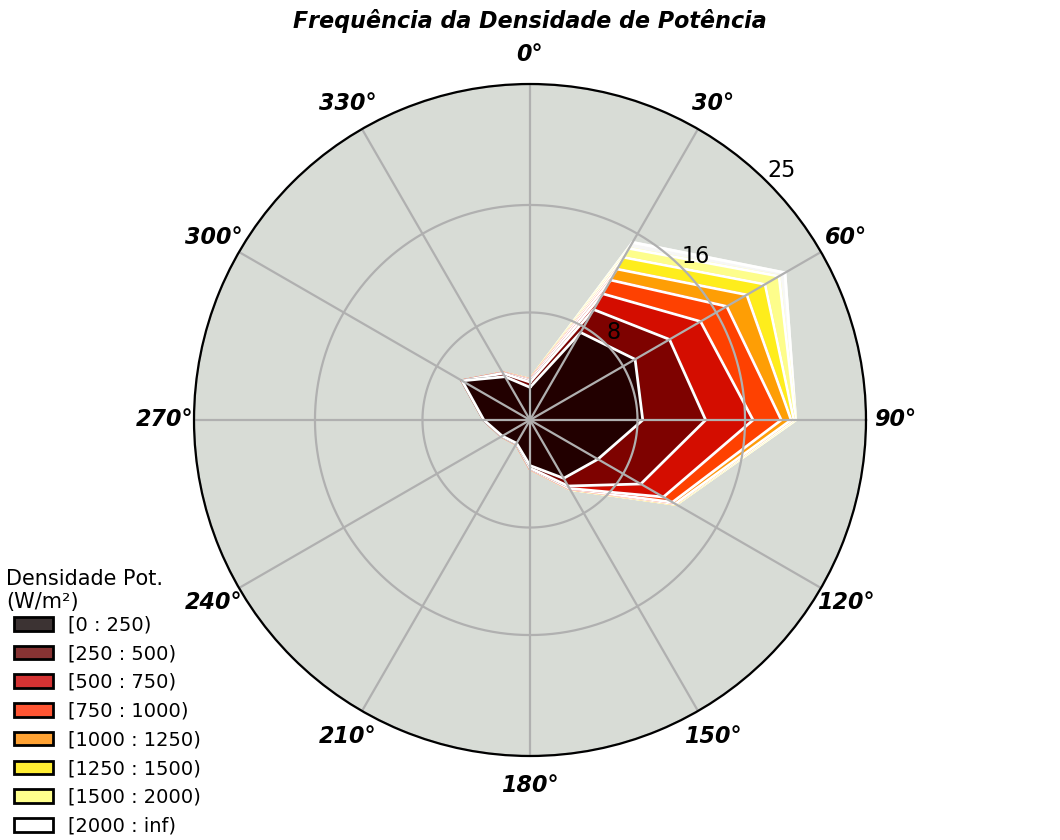 Frequência da Densidade de Potência
0°
330°
30°
25
300°
60°
16
8
270°
90°
240°
120°
210°
150°
180°
Densidade Pot.
(W/m²)
[0 : 250)
[250 : 500)
[500 : 750)
[750 : 1000)
[1000 : 1250)
[1250 : 1500)
[1500 : 2000)
[2000 : inf)